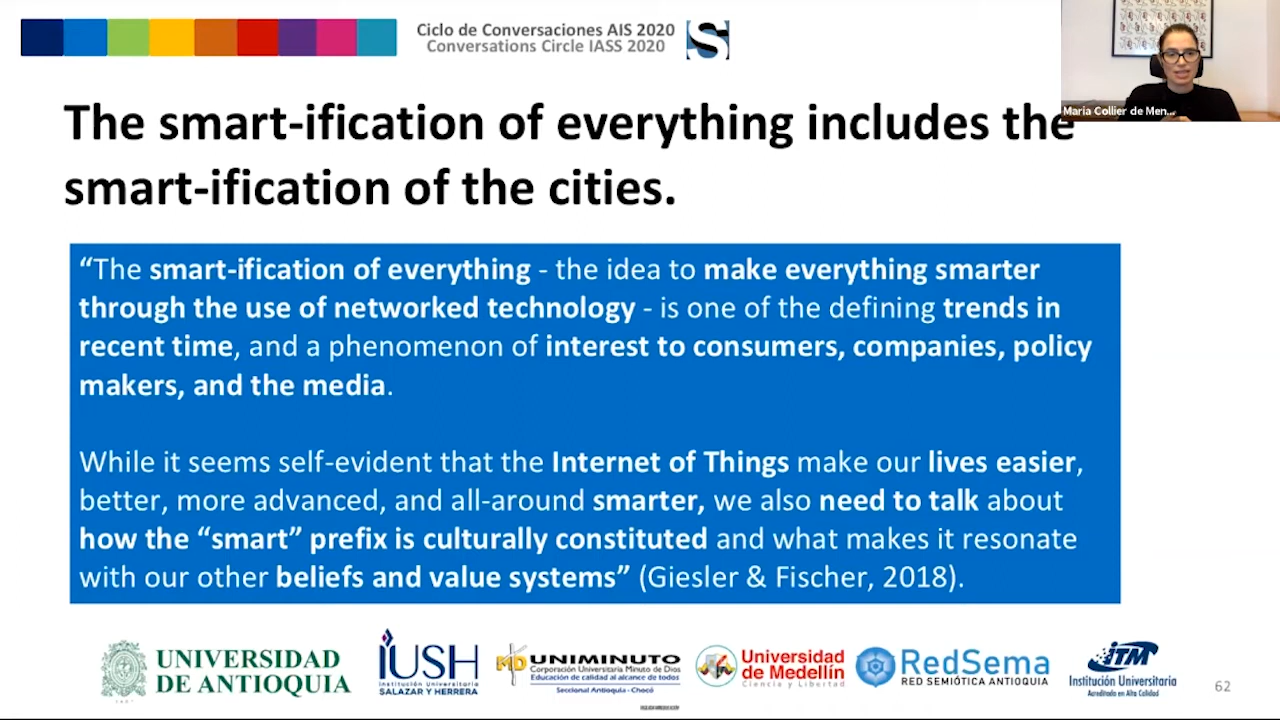 Ciclo de Conversaciones AIS 2020
Conversations Circle IASS 2020
S
Maria Collier de Men...
The smart-ification of everything includes the
smart-ification of the cities.
“The smart-ification of everything - the idea to make everything smarter
through the use of networked technology - is one of the defining trends in
recent time, and a phenomenon of interest to consumers, companies, policy
makers, and the media.
While it seems self-evident that the Internet of Things make our lives easier,
better, more advanced, and all-around smarter, we also need to talk about
how the “smart” prefix is culturally constituted and what makes it resonate
with our other beliefs and value systems” (Giesler & Fischer, 2018).
UNIVERSIDAD
DE ANTIOQUIA
IUSH
Institución Universitaria
SALAZAR Y HERRERA
MD UNIMINUTO
Corporación Universitaria Minuto de Dios
Educación de calidad al alcance de todos
Seccional Antioquia - Chocó
Universidad
de Medellín
Ciencia y Libertad
RedSema
RED SEMIÓTICA ANTIOQUIA
ITM
Institución Universitaria
Acreditada en Alta Calidad
62